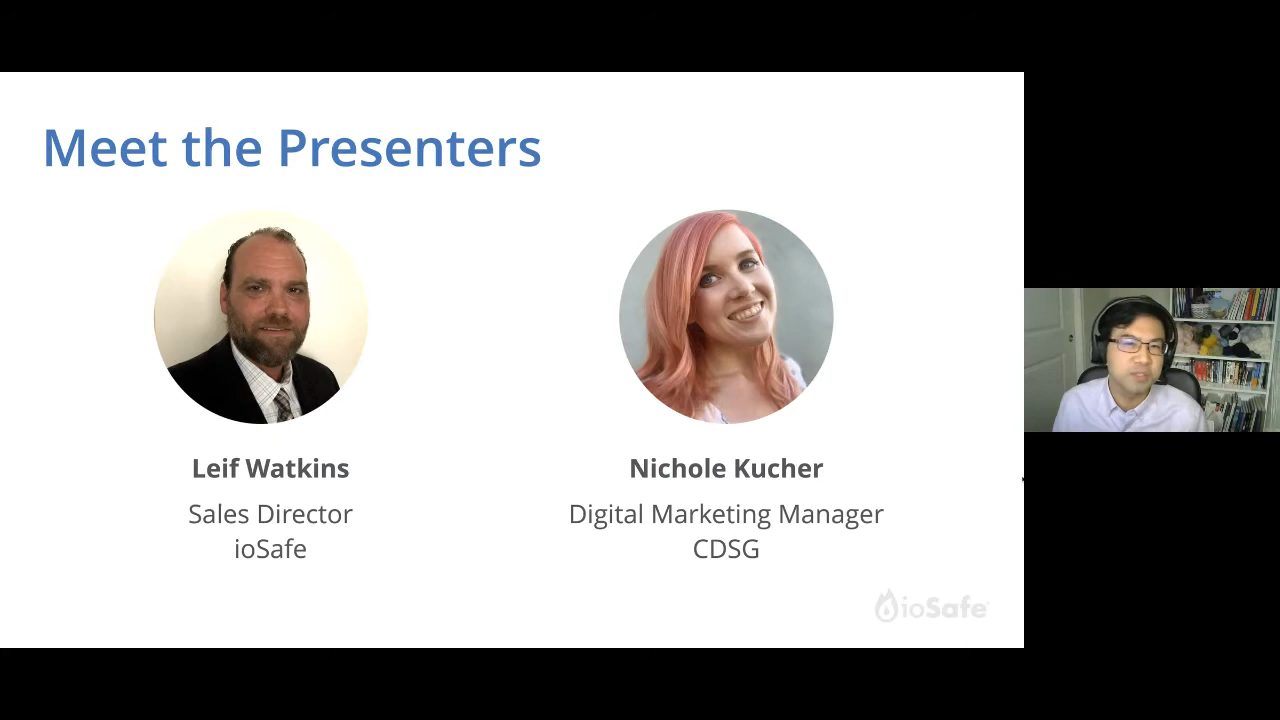 Meet the Presenters
Leif Watkins
Sales Director
ioSafe
Nichole Kucher
Digital Marketing Manager
CDSG
ioSafe